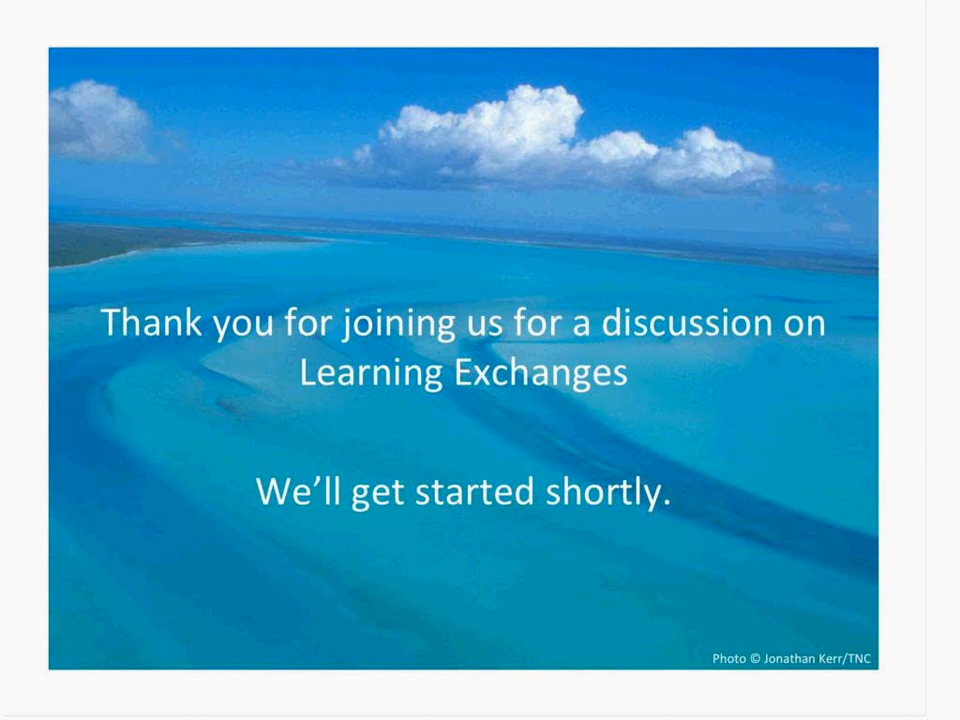 Thank you for joining us for a discussion on
Learning Exchanges
We’ll get started shortly.
Photo © Jonathan Kerr/TNC